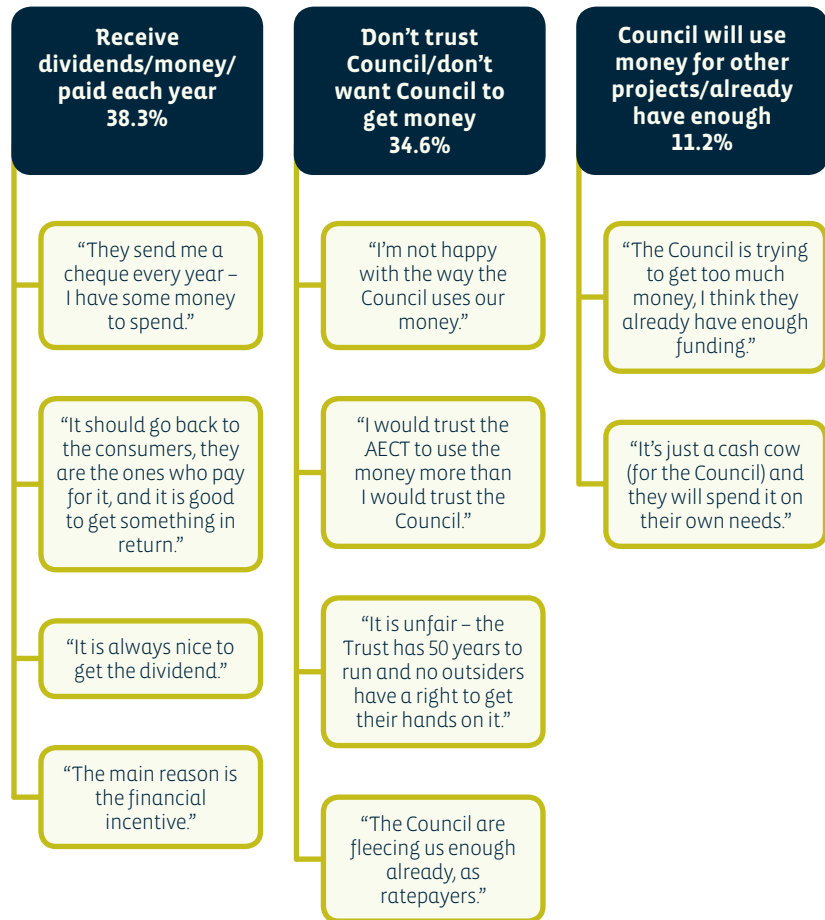 Receive
dividends/money/
paid each year
38.3%
“They send me a
cheque every year –
I have some money
to spend.”
“It should go back to
the consumers, they
are the ones who pay
for it, and it is good
to get something in
return.”
“It is always nice to
get the dividend.”
“The main reason is
the financial
incentive.”
Don’t trust
Council/don’t
want Council to
get money
34.6%
“I’m not happy
with the way the
Council uses our
money.”
“I would trust the
AECT to use the
money more than
I would trust the
Council.”
“It is unfair – the
Trust has 50 years to
run and no outsiders
have a right to get
their hands on it.”
“The Council are
fleecing us enough
already, as
ratepayers.”
Council will use
money for other
projects/already
have enough
11.2%
“The Council is trying
to get too much
money, I think they
already have enough
funding.”
“It’s just a cash cow
(for the Council) and
they will spend it on
their own needs.”